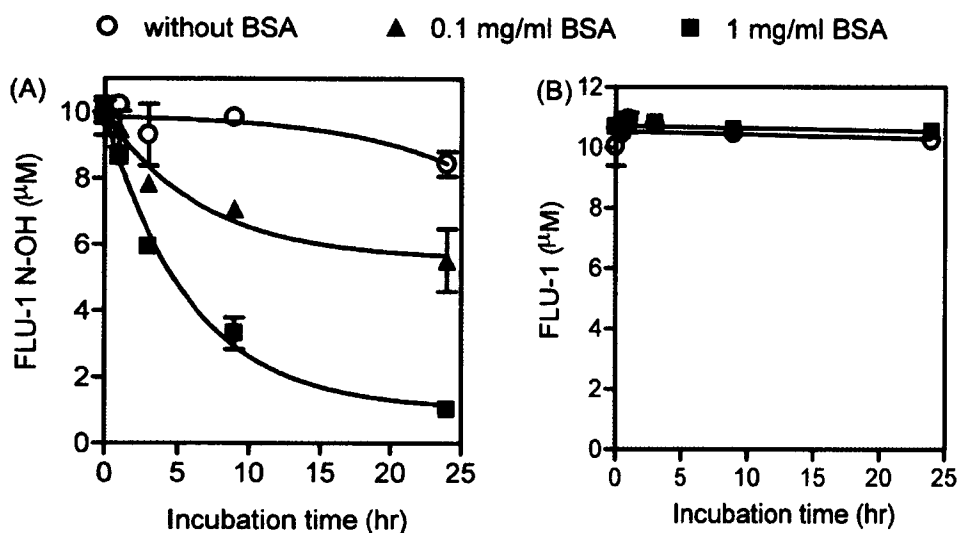 without BSA 0.1 mg/ml BSA 1 mg/ml BSA
(A)
FLU-1 N-OH (μM)
10
8
6
4
2
0
0 5 10 15 20 25
Incubation time (hr)
(B)
FLU-1 (μM)
12
10
8
6
4
2
0
0 5 10 15 20 25
Incubation time (hr)